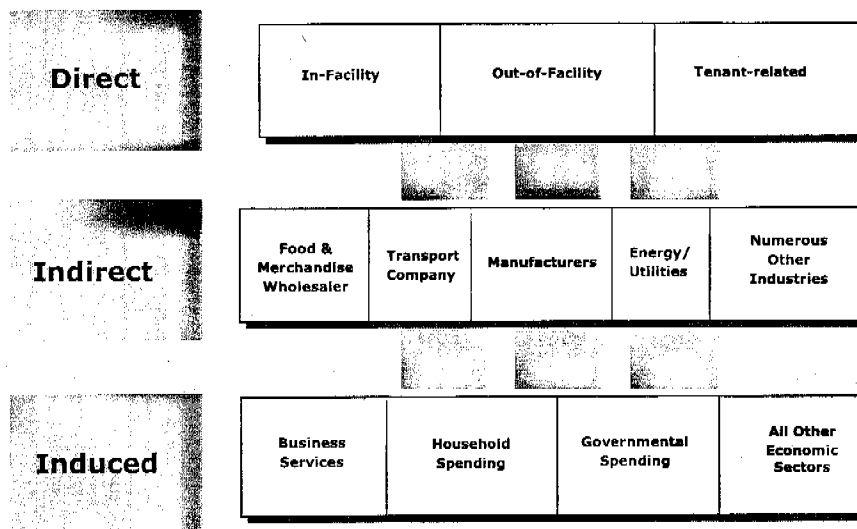 Direct
In-Facility
Out-of-Facility
Tenant-related
Indirect
Food &
Merchandise
Wholesaler
Transport
Company
Manufacturers
Energy/
Utilities
Numerous
Other
Industries
Induced
Business
Services
Household
Spending
Governmental
Spending
All Other
Economic
Sectors